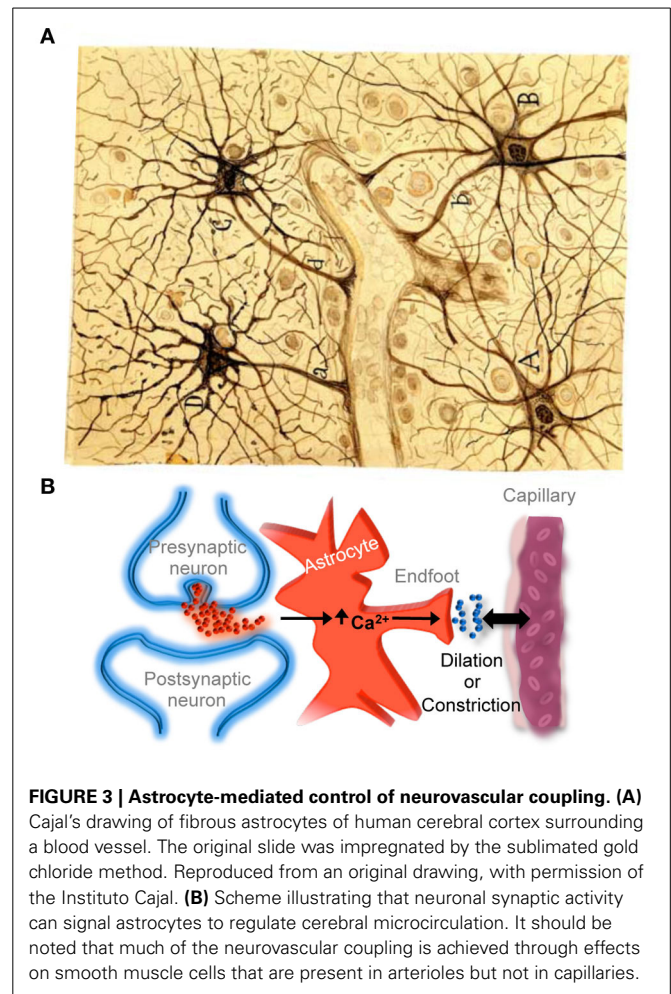 A
B
C
b
d
A
a
D
B
Presynaptic
neuron
Postsynaptic
neuron
Astrocyte
Ca²⁺
Endfoot
Capillary
Dilation
or
Constriction
FIGURE 3 | Astrocyte-mediated control of neurovascular coupling. (A)
Cajal’s drawing of fibrous astrocytes of human cerebral cortex surrounding
a blood vessel. The original slide was impregnated by the sublimated gold
chloride method. Reproduced from an original drawing, with permission of
the Instituto Cajal. (B) Scheme illustrating that neuronal synaptic activity
can signal astrocytes to regulate cerebral microcirculation. It should be
noted that much of the neurovascular coupling is achieved through effects
on smooth muscle cells that are present in arterioles but not in capillaries.